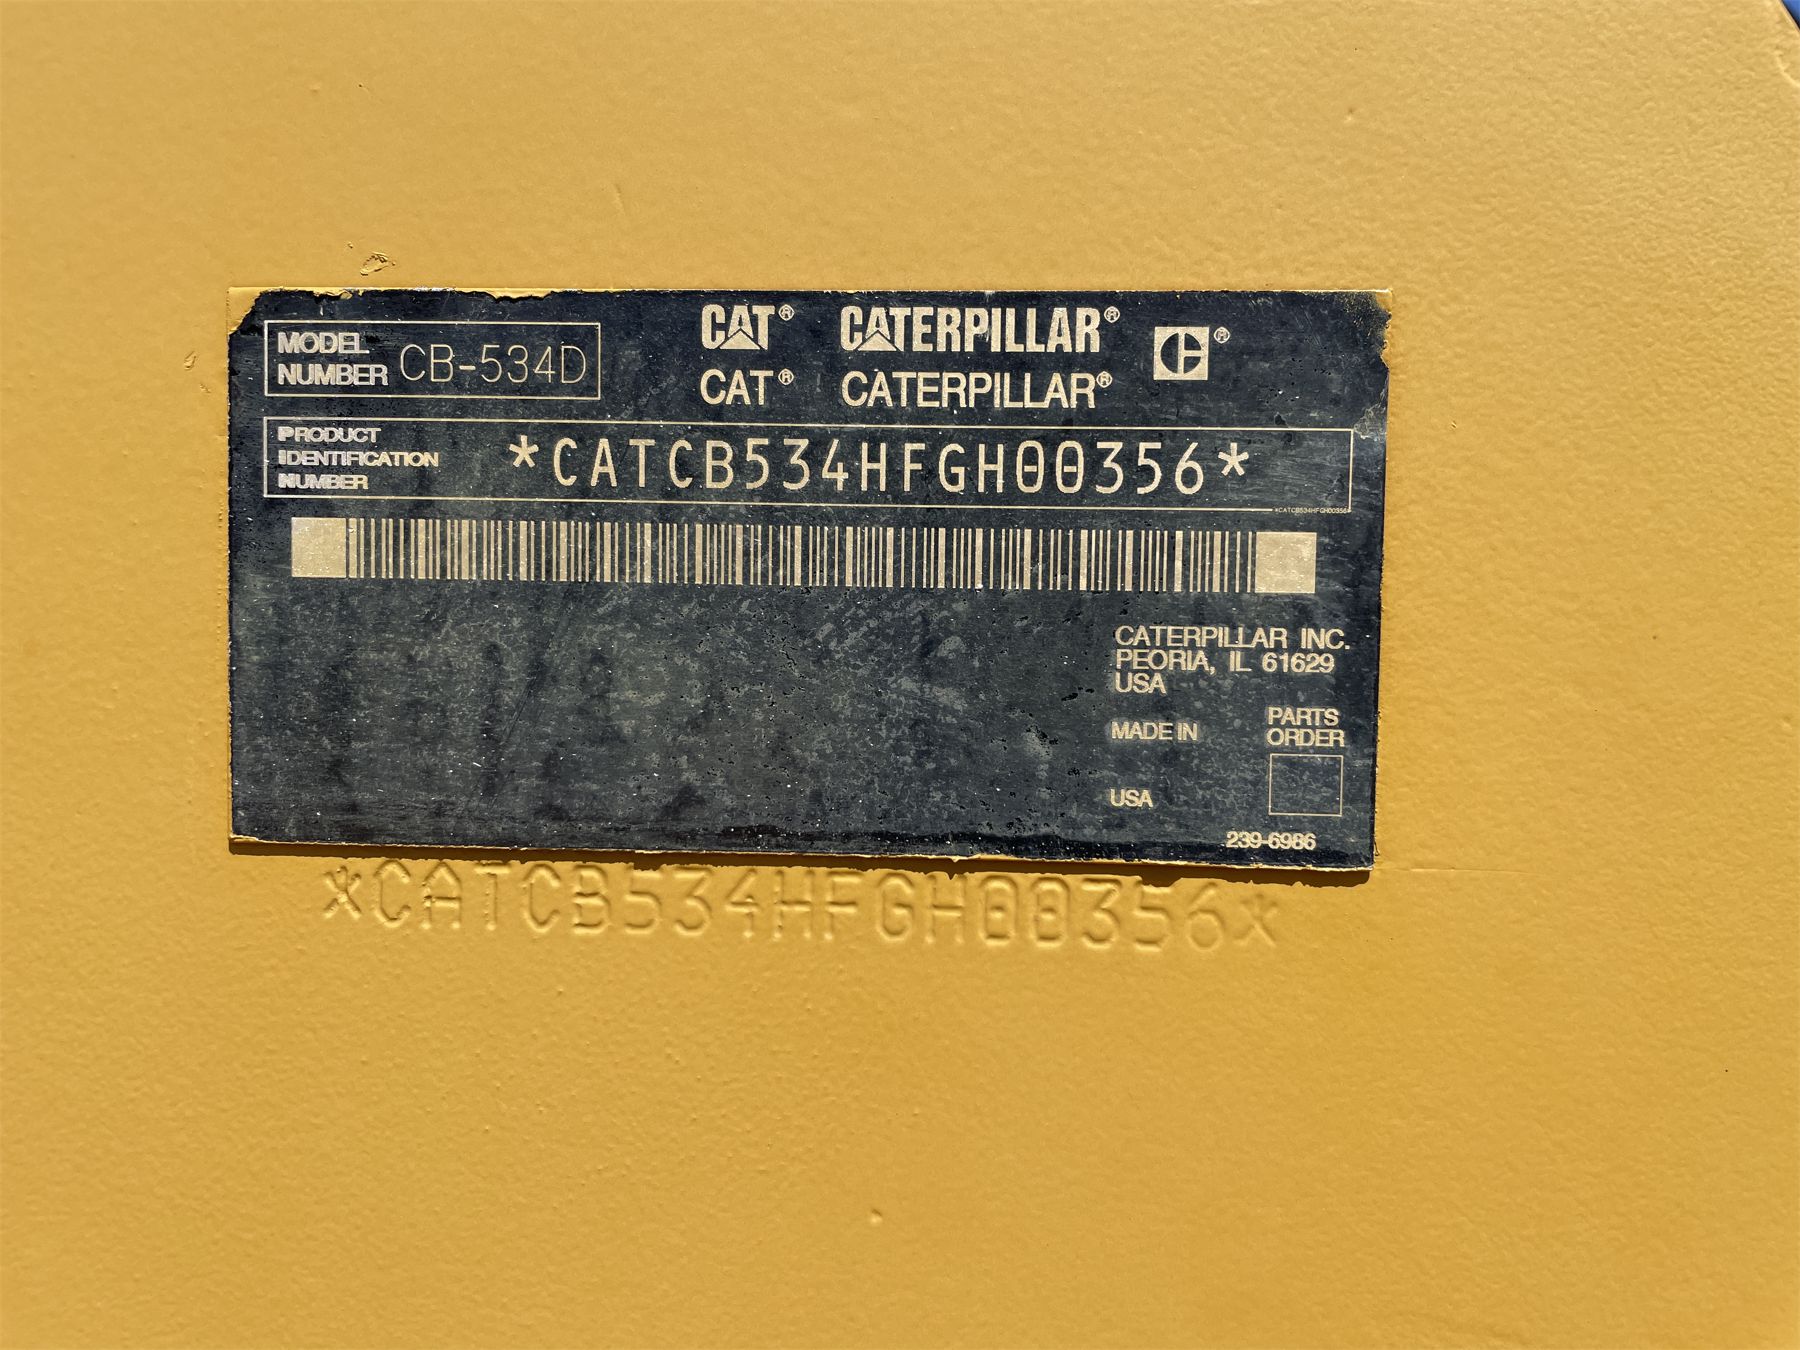 CAT® CATERPILLAR® C®
MODEL NUMBER CB-534D
CAT® CATERPILLAR®
PRODUCT
IDENTIFICATION
NUMBER
*CATCB534HFGH00356*
*CATCB534HFGH00356*
CATERPILLAR INC.
PEORIA, IL 61629
USA
MADE IN
PARTS
ORDER
USA
239-6986
*CATCB534HFGH00356*